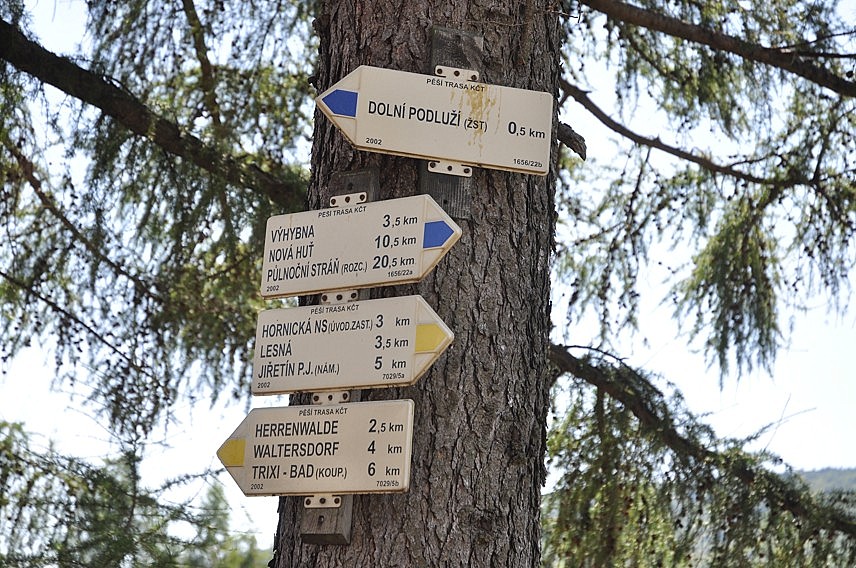 PĚŠÍ TRASA KČT
DOLNÍ PODLUŽÍ (ŽST) 0,5 km
2002 1656/22b
PĚŠÍ TRASA KČT
VÝHYBNA 3,5 km
NOVÁ HUŤ 10,5 km
PŮLNOČNÍ STRÁŇ (ROZC.) 20,5 km
2002 1656/22a
PĚŠÍ TRASA KČT
HORNICKÁ NS (ÚVOD.ZAST.) 3 km
LESNÁ 3,5 km
JIŘETÍN P.J. (NÁM.) 5 km
2002 7029/5a
PĚŠÍ TRASA KČT
HERRENWALDE 2,5 km
WALTERSDORF 4 km
TRIXI - BAD (KOUP.) 6 km
2002 7029/5b